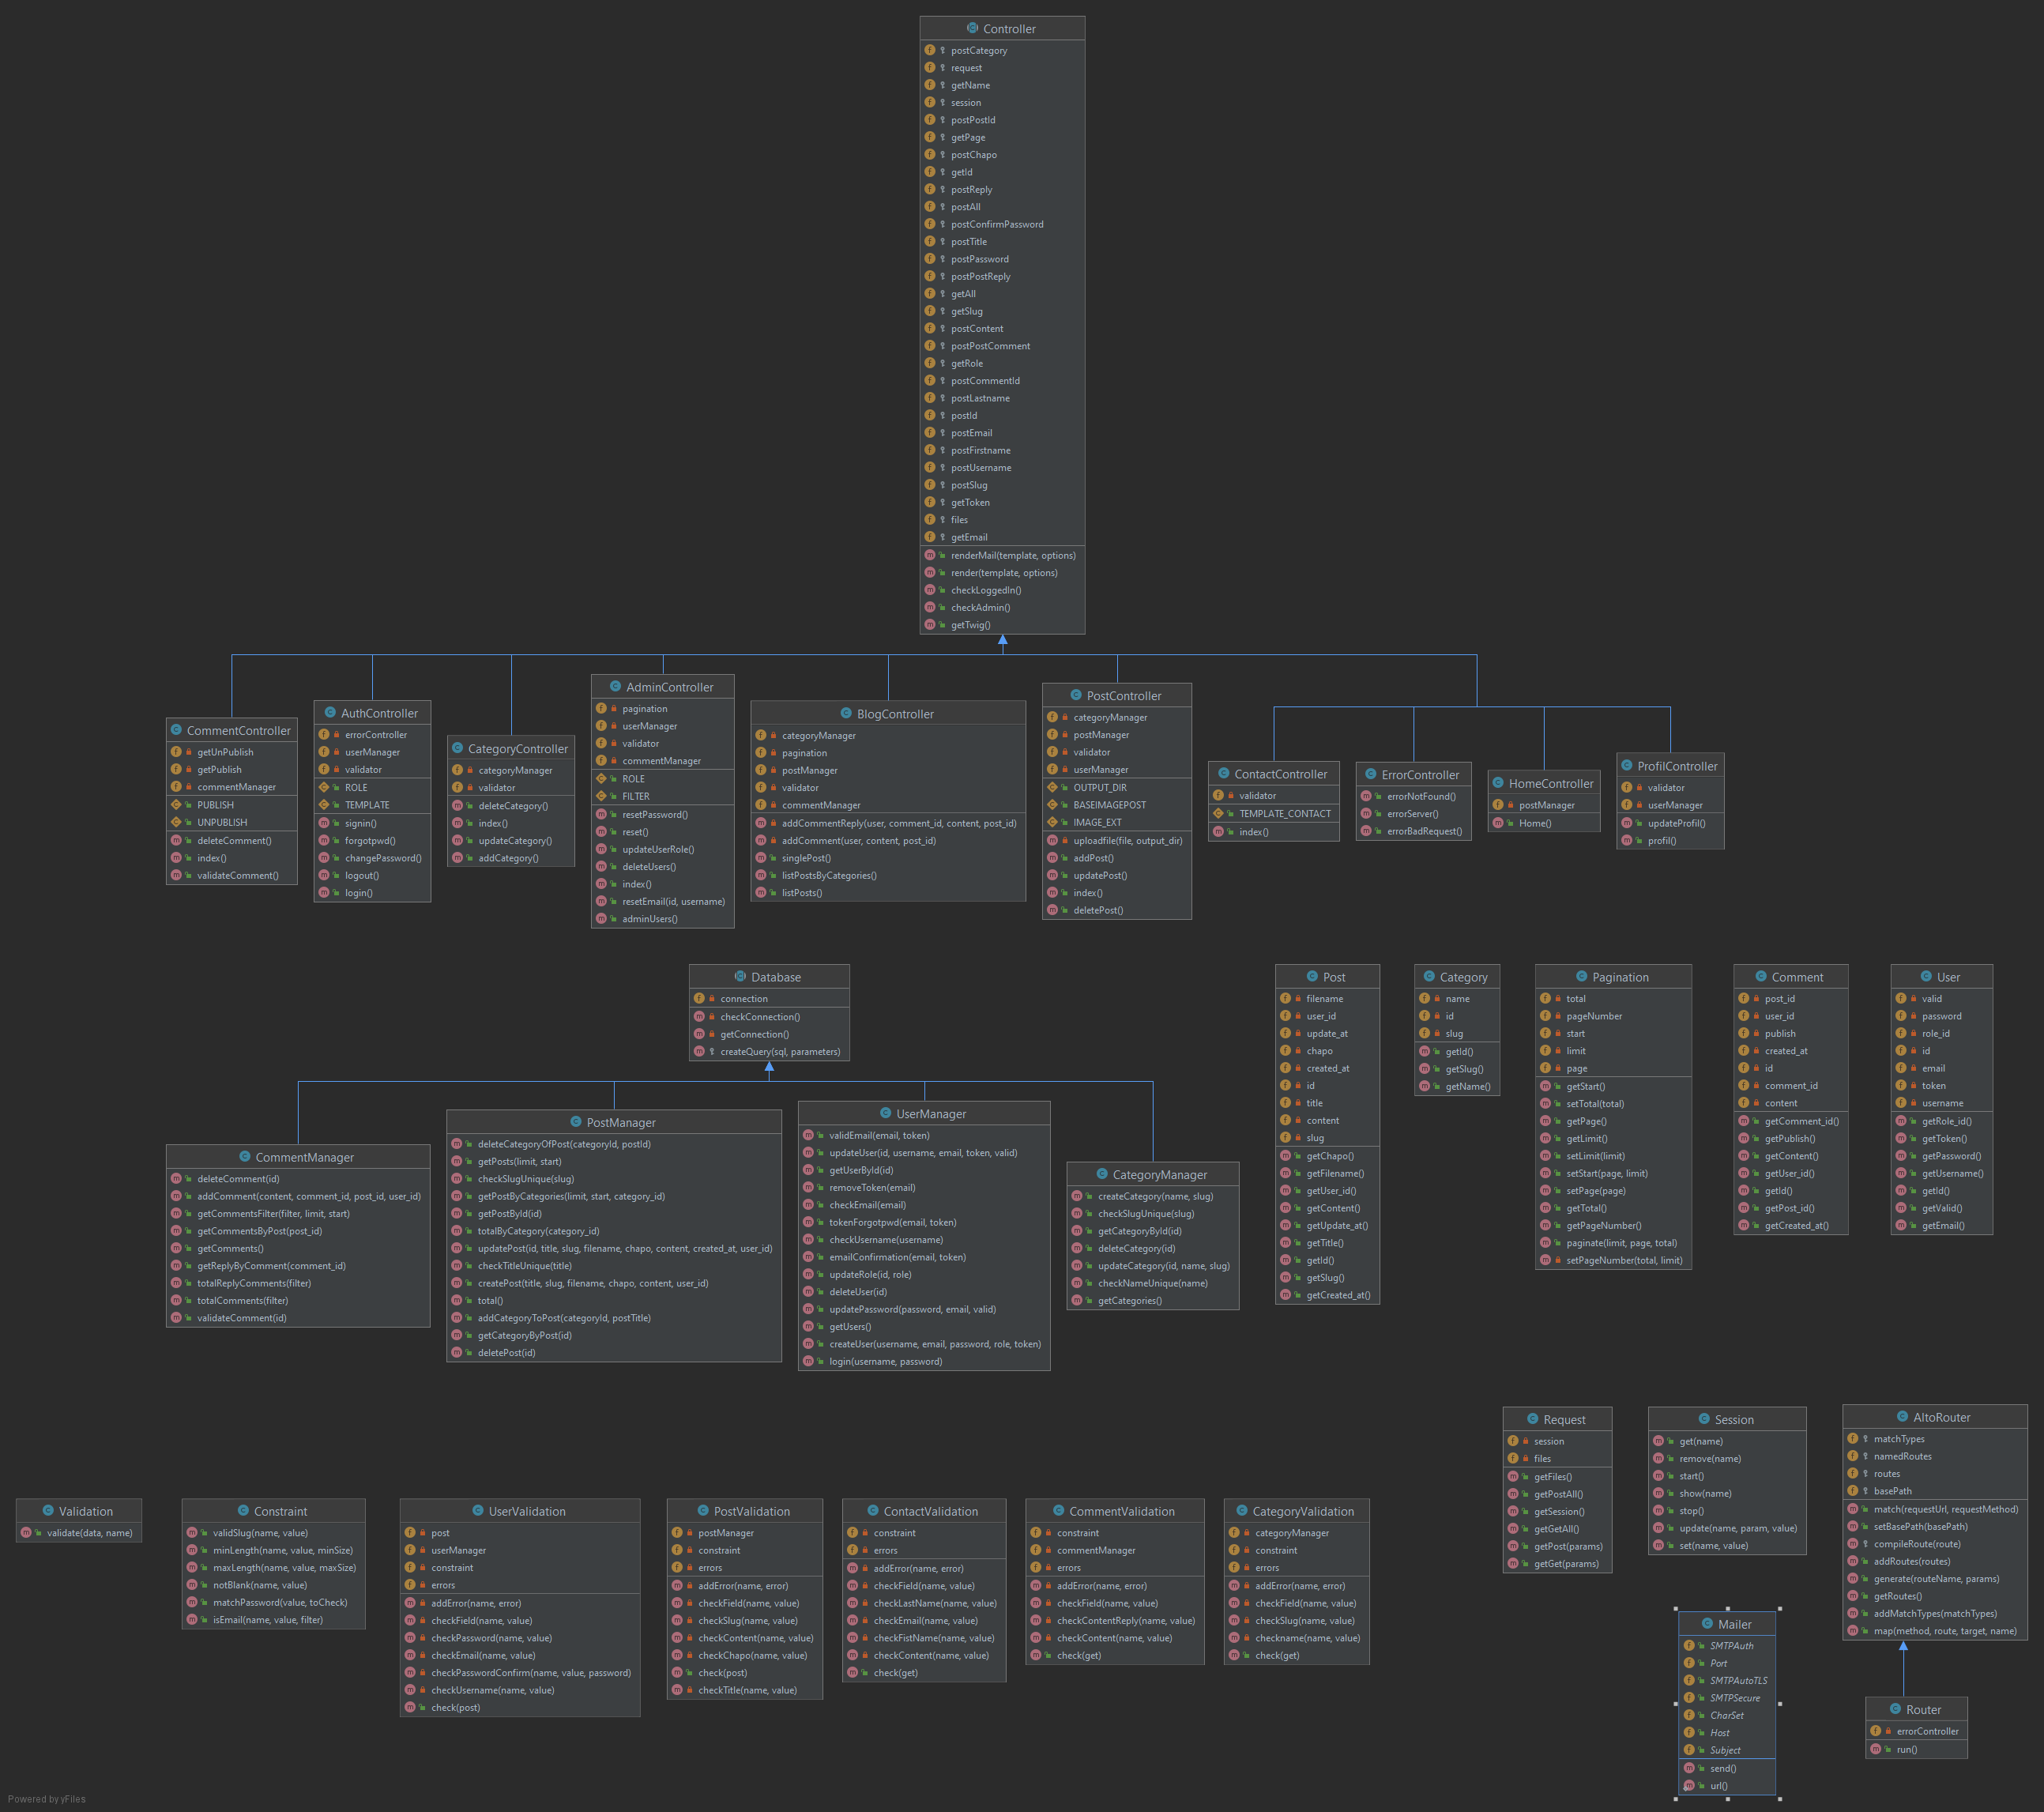 Controller
postCategory
request
getName
session
postPostId
getPage
postChapo
getId
postReply
postAll
postConfirmPassword
postTitle
postPassword
postPostReply
getAll
getSlug
postContent
postPostComment
getRole
postCommentId
postLastname
postId
postEmail
postFirstname
postUsername
postSlug
getToken
files
getEmail
renderMail(template, options)
render(template, options)
checkLoggedIn()
checkAdmin()
getTwig()
CommentController
getUnPublish
getPublish
commentManager
PUBLISH
UNPUBLISH
deleteComment()
index()
validateComment()
AuthController
errorController
userManager
validator
ROLE
TEMPLATE
signin()
forgotpwd()
changePassword()
logout()
login()
CategoryController
categoryManager
validator
deleteCategory()
index()
updateCategory()
addCategory()
AdminController
pagination
userManager
validator
commentManager
ROLE
FILTER
resetPassword()
reset()
updateUserRole()
deleteUsers()
index()
resetEmail(id, username)
adminUsers()
BlogController
categoryManager
pagination
postManager
validator
commentManager
addCommentReply(user, comment_id, content, post_id)
addComment(user, content, post_id)
singlePost()
listPostsByCategories()
listPosts()
PostController
categoryManager
postManager
validator
userManager
OUTPUT_DIR
BASEIMAGEPOST
IMAGE_EXT
uploadfile(file, output_dir)
addPost()
updatePost()
index()
deletePost()
ContactController
validator
TEMPLATE_CONTACT
index()
ErrorController
errorNotFound()
errorServer()
errorBadRequest()
HomeController
postManager
Home()
ProfilController
validator
userManager
updateProfil()
profil()
Database
connection
checkConnection()
getConnection()
createQuery(sql, parameters)
Post
filename
user_id
update_at
chapo
created_at
id
title
content
slug
getChapo()
getFilename()
getUser_id()
getContent()
getUpdate_at()
getTitle()
getId()
getSlug()
getCreated_at()
Category
name
id
slug
getId()
getSlug()
getName()
Pagination
total
pageNumber
start
limit
page
getStart()
setTotal(total)
getPage()
getLimit()
setLimit(limit)
setStart(page, limit)
setPage(page)
getTotal()
getPageNumber()
paginate(limit, page, total)
setPageNumber(total, limit)
Comment
post_id
user_id
publish
created_at
id
comment_id
content
getComment_id()
getPublish()
getContent()
getUser_id()
getId()
getPost_id()
getCreated_at()
User
valid
password
role_id
id
email
token
username
getRole_id()
getToken()
getPassword()
getUsername()
getId()
getValid()
getEmail()
CommentManager
deleteComment(id)
addComment(content, comment_id, post_id, user_id)
getCommentsFilter(filter, limit, start)
getCommentsByPost(post_id)
getComments()
getReplyByComment(comment_id)
totalReplyComments(filter)
totalComments(filter)
validateComment(id)
PostManager
deleteCategoryOfPost(categoryId, postId)
getPosts(limit, start)
checkSlugUnique(slug)
getPostByCategories(limit, start, category_id)
getPostById(id)
totalByCategory(category_id)
updatePost(id, title, slug, filename, chapo, content, created_at, user_id)
checkTitleUnique(title)
createPost(title, slug, filename, chapo, content, user_id)
total()
addCategoryToPost(categoryId, postTitle)
getCategoryByPost(id)
deletePost(id)
UserManager
validEmail(email, token)
updateUser(id, username, email, token, valid)
getUserById(id)
removeToken(email)
checkEmail(email)
tokenForgotpwd(email, token)
checkUsername(username)
emailConfirmation(email, token)
updateRole(id, role)
deleteUser(id)
updatePassword(password, email, valid)
getUsers()
createUser(username, email, password, role, token)
login(username, password)
CategoryManager
createCategory(name, slug)
checkSlugUnique(slug)
getCategoryById(id)
deleteCategory(id)
updateCategory(id, name, slug)
checkNameUnique(name)
getCategories()
Request
session
files
getFiles()
getPostAll()
getSession()
getGetAll()
getPost(params)
getGet(params)
Session
get(name)
remove(name)
start()
show(name)
stop()
update(name, param, value)
set(name, value)
AltoRouter
matchTypes
namedRoutes
routes
basePath
match(requestUrl, requestMethod)
setBasePath(basePath)
compileRoute(route)
addRoutes(routes)
generate(routeName, params)
getRoutes()
addMatchTypes(matchTypes)
map(method, route, target, name)
Validation
validate(data, name)
Constraint
validSlug(name, value)
minLength(name, value, minSize)
maxLength(name, value, maxSize)
notBlank(name, value)
matchPassword(value, toCheck)
isEmail(name, value, filter)
UserValidation
post
userManager
constraint
errors
addError(name, error)
checkField(name, value)
checkPassword(name, value)
checkEmail(name, value)
checkPasswordConfirm(name, value, password)
checkUsername(name, value)
check(post)
PostValidation
postManager
constraint
errors
addError(name, error)
checkField(name, value)
checkSlug(name, value)
checkContent(name, value)
checkChapo(name, value)
check(post)
checkTitle(name, value)
ContactValidation
constraint
errors
addError(name, error)
checkField(name, value)
checkLastName(name, value)
checkEmail(name, value)
checkFistName(name, value)
checkContent(name, value)
check(get)
CommentValidation
constraint
commentManager
errors
addError(name, error)
checkField(name, value)
checkContentReply(name, value)
checkContent(name, value)
check(get)
CategoryValidation
categoryManager
constraint
errors
addError(name, error)
checkField(name, value)
checkSlug(name, value)
checkname(name, value)
check(get)
Mailer
SMTPAuth
Port
SMTPAutoTLS
SMTPSecure
CharSet
Host
Subject
send()
url()
Router
errorController
run()
Powered by yFiles